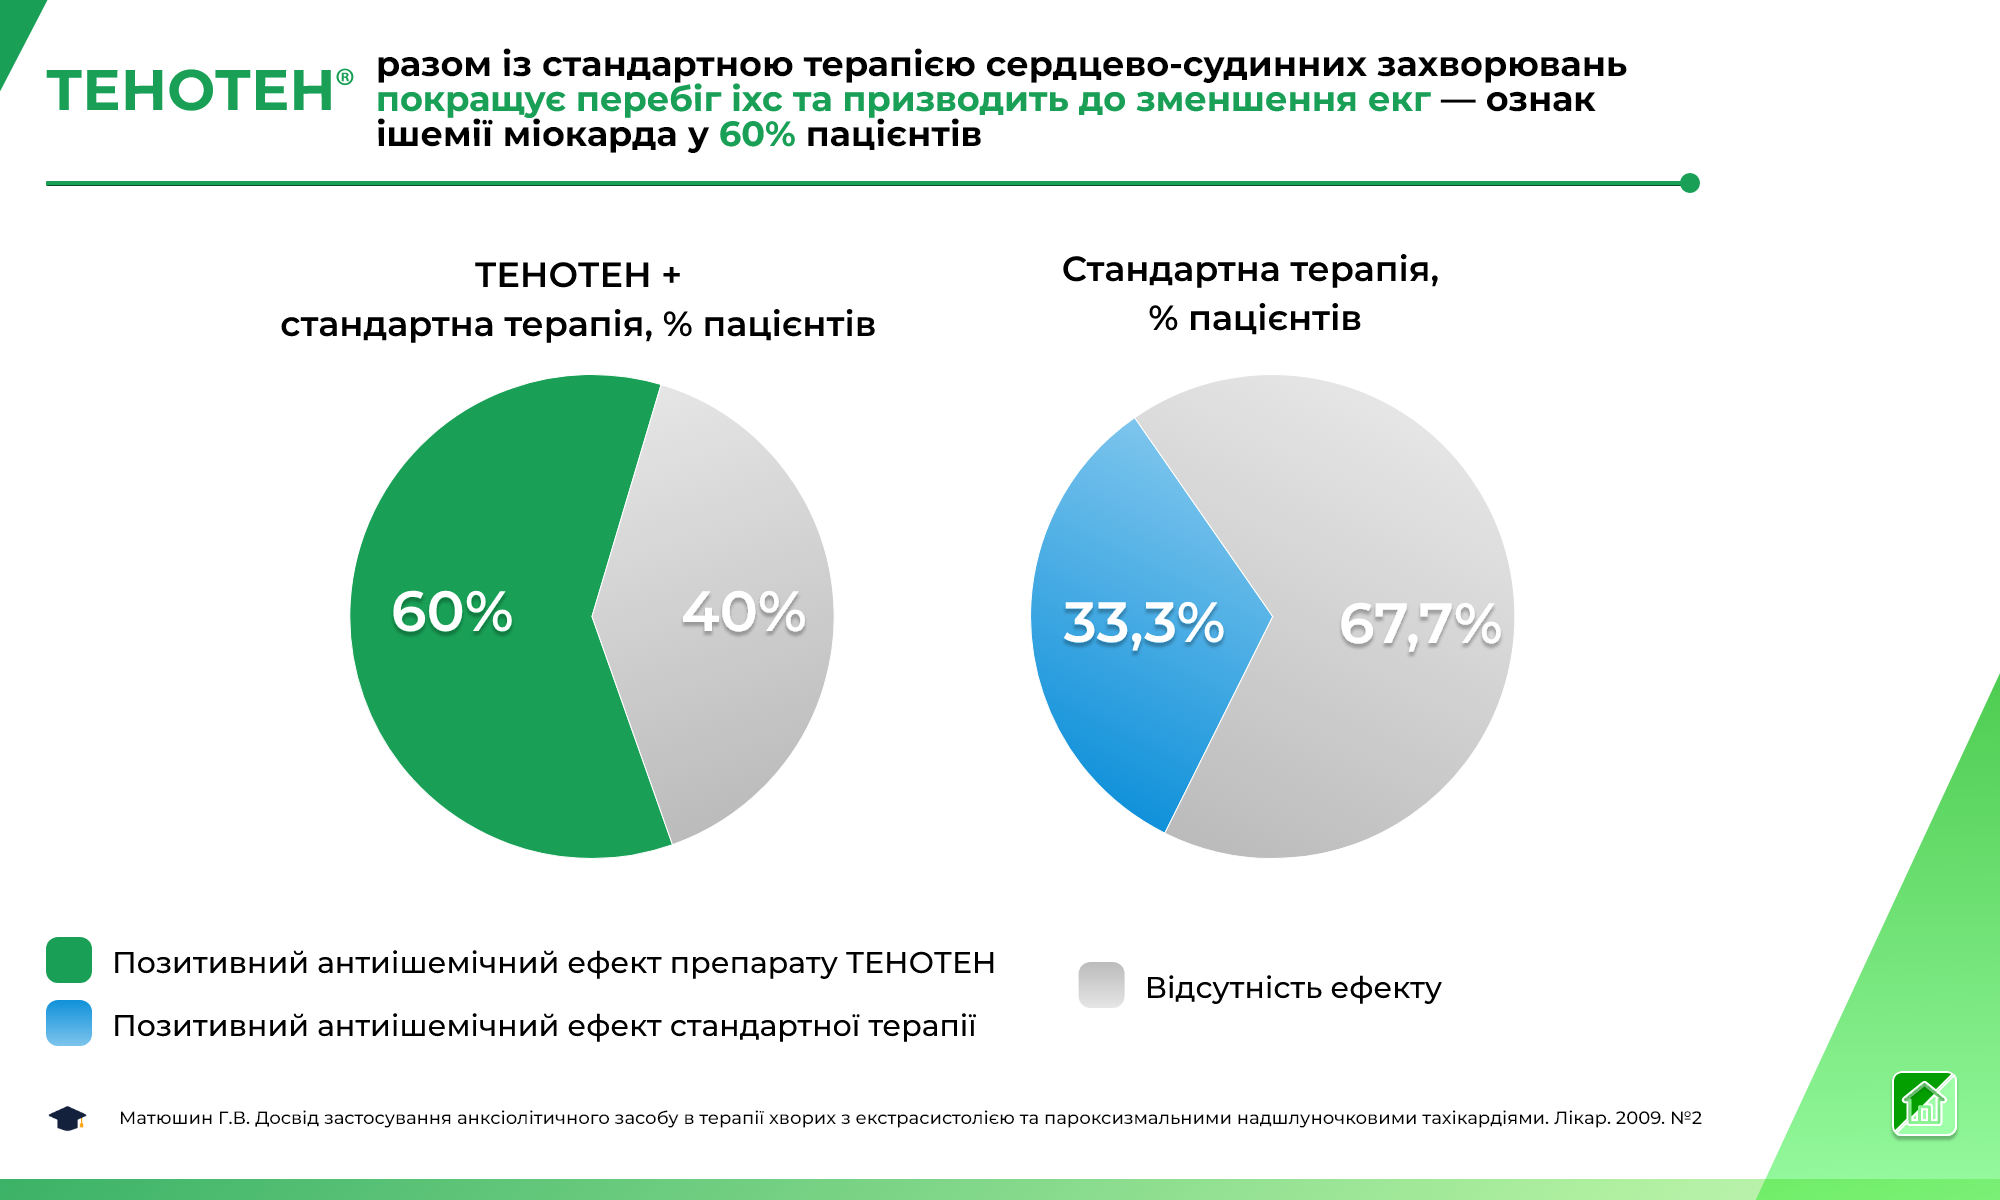 ТЕНОТЕН®
разом із стандартною терапією сердцево-судинних захворювань
покращує перебіг іхс та призводить до зменшення екг — ознак
ішемії міокарда у 60% пацієнтів
ТЕНОТЕН +
стандартна терапія, % пацієнтів
Стандартна терапія,
% пацієнтів
60%
40%
33,3%
67,7%
Позитивний антиішемічний ефект препарату ТЕНОТЕН
Позитивний антиішемічний ефект стандартної терапії
Відсутність ефекту
Матюшин Г.В. Досвід застосування анксіолітичного засобу в терапії хворих з екстрасистолією та пароксизмальними надшлуночковими тахікардіями. Лікар. 2009. №2